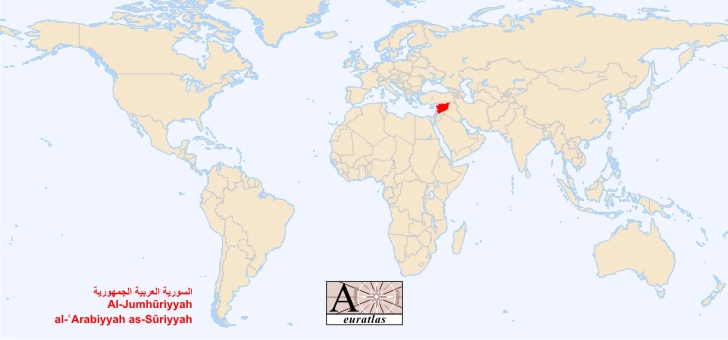 السورية العربية الجمهورية
Al-Jumhūriyyah
al-ʿArabiyyah as-Sūriyyah
A
euratlas